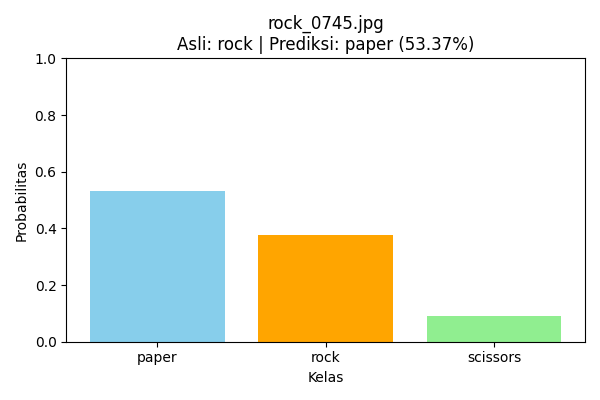 rock_0745.jpg
Asli: rock | Prediksi: paper (53.37%)
1.0
0.8
0.6
0.4
0.2
0.0
Probabilitas
paper rock scissors
Kelas